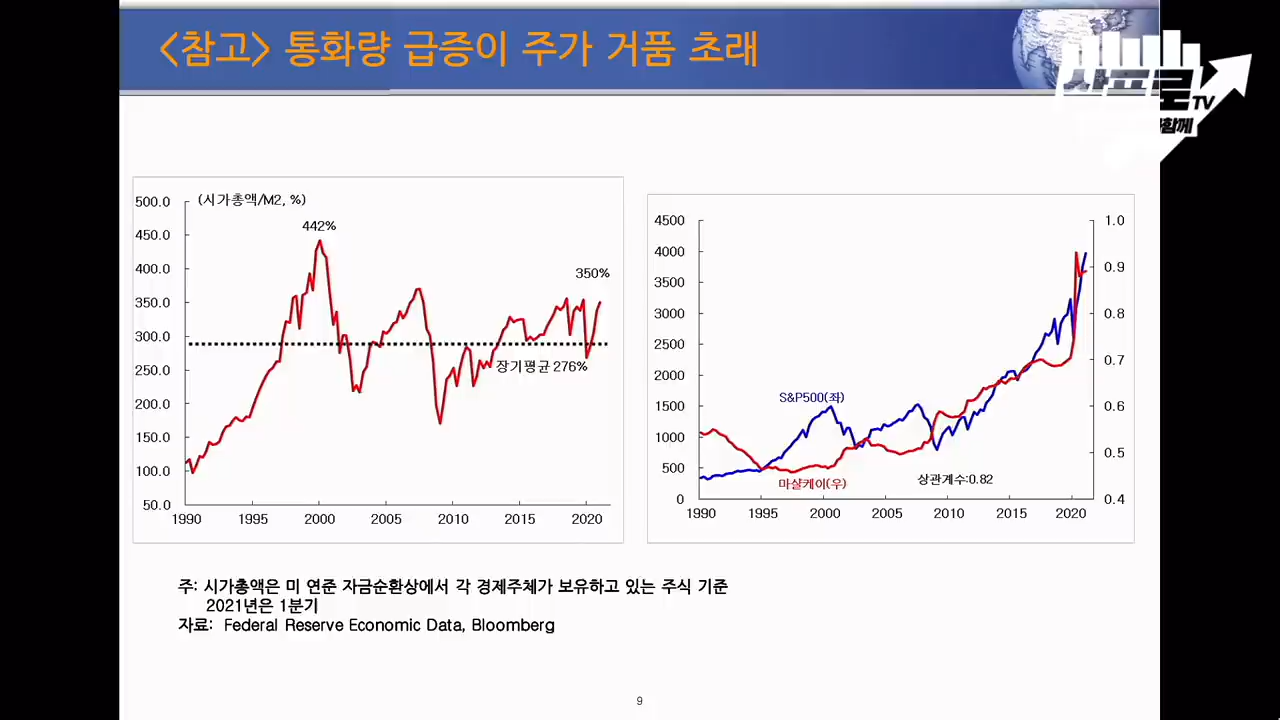 <참고> 통화량 급증이 주가 거품 초래
TV
함께
(시가총액/M2, %)
500.0
450.0
400.0
350.0
300.0
250.0
200.0
150.0
100.0
50.0
442%
350%
장기평균 276%
1990 1995 2000 2005 2010 2015 2020
4500
4000
3500
3000
2500
2000
1500
1000
500
0
S&P500(좌)
마샬케이(우)
상관계수:0.82
1.0
0.9
0.8
0.7
0.6
0.5
0.4
1990 1995 2000 2005 2010 2015 2020
주: 시가총액은 미 연준 자금순환상에서 각 경제주체가 보유하고 있는 주식 기준
2021년은 1분기
자료: Federal Reserve Economic Data, Bloomberg
9